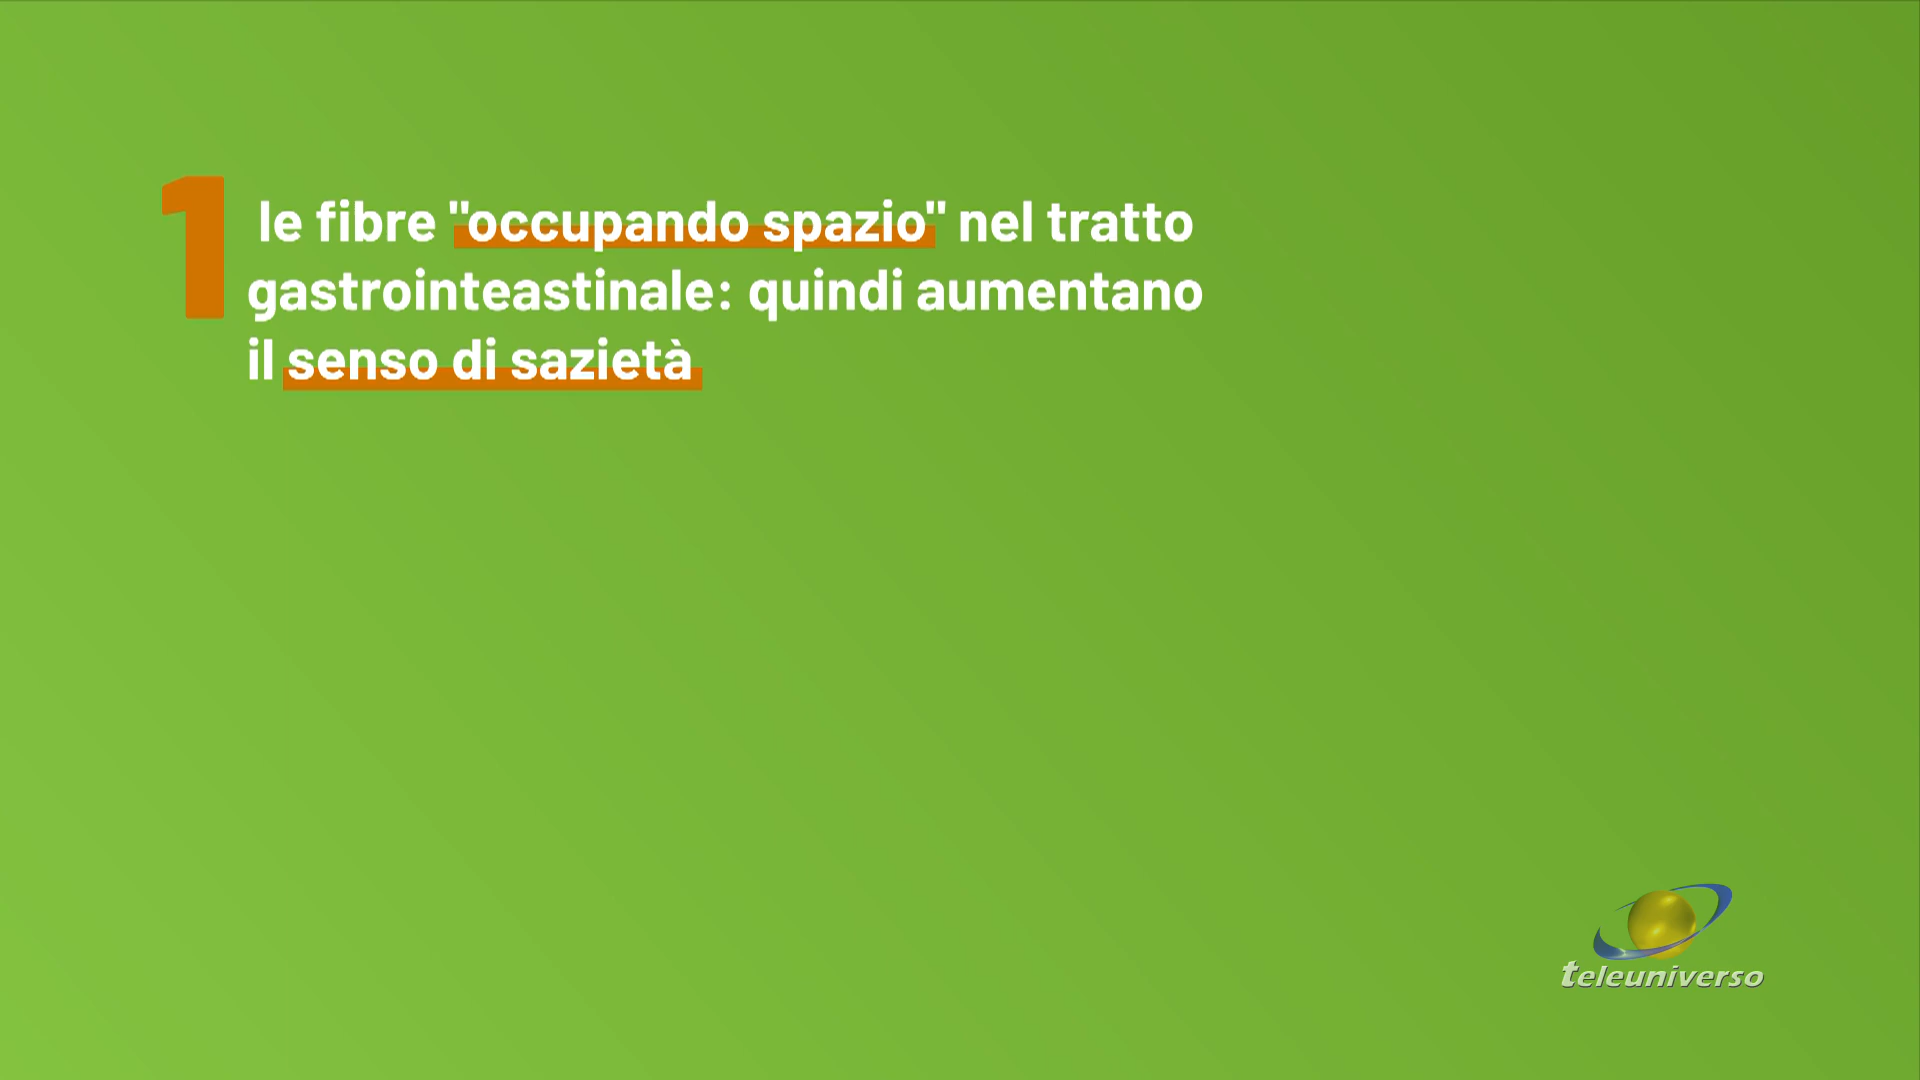 1
le fibre "occupando spazio" nel tratto
gastrointeastinale: quindi aumentano
il senso di sazietà
teleuniverso